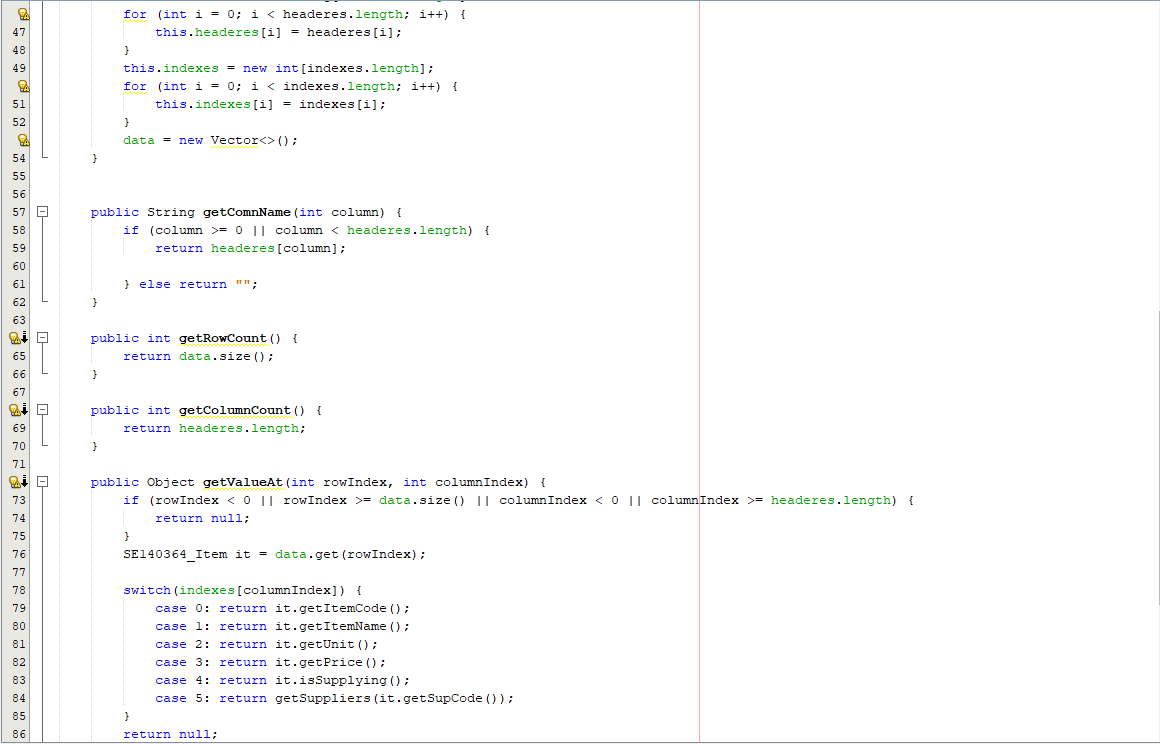 for (int i = 0; i < headeres.length; i++) {
47 this.headeres[i] = headeres[i];
48 }
49 this.indexes = new int[indexes.length];
for (int i = 0; i < indexes.length; i++) {
51 this.indexes[i] = indexes[i];
52 }
data = new Vector<>();
54 }
55
56
57 public String getComnName(int column) {
58 if (column >= 0 || column < headeres.length) {
59 return headeres[column];
60
61 } else return "";
62 }
63
public int getRowCount() {
65 return data.size();
66 }
67
public int getColumnCount() {
69 return headeres.length;
70 }
71
public Object getValueAt(int rowIndex, int columnIndex) {
73 if (rowIndex < 0 || rowIndex >= data.size() || columnIndex < 0 || columnIndex >= headeres.length) {
74 return null;
75 }
76 SE140364_Item it = data.get(rowIndex);
77
78 switch(indexes[columnIndex]) {
79 case 0: return it.getItemCode();
80 case 1: return it.getItemName();
81 case 2: return it.getUnit();
82 case 3: return it.getPrice();
83 case 4: return it.isSupplying();
84 case 5: return getSuppliers(it.getSupCode());
85 }
86 return null;